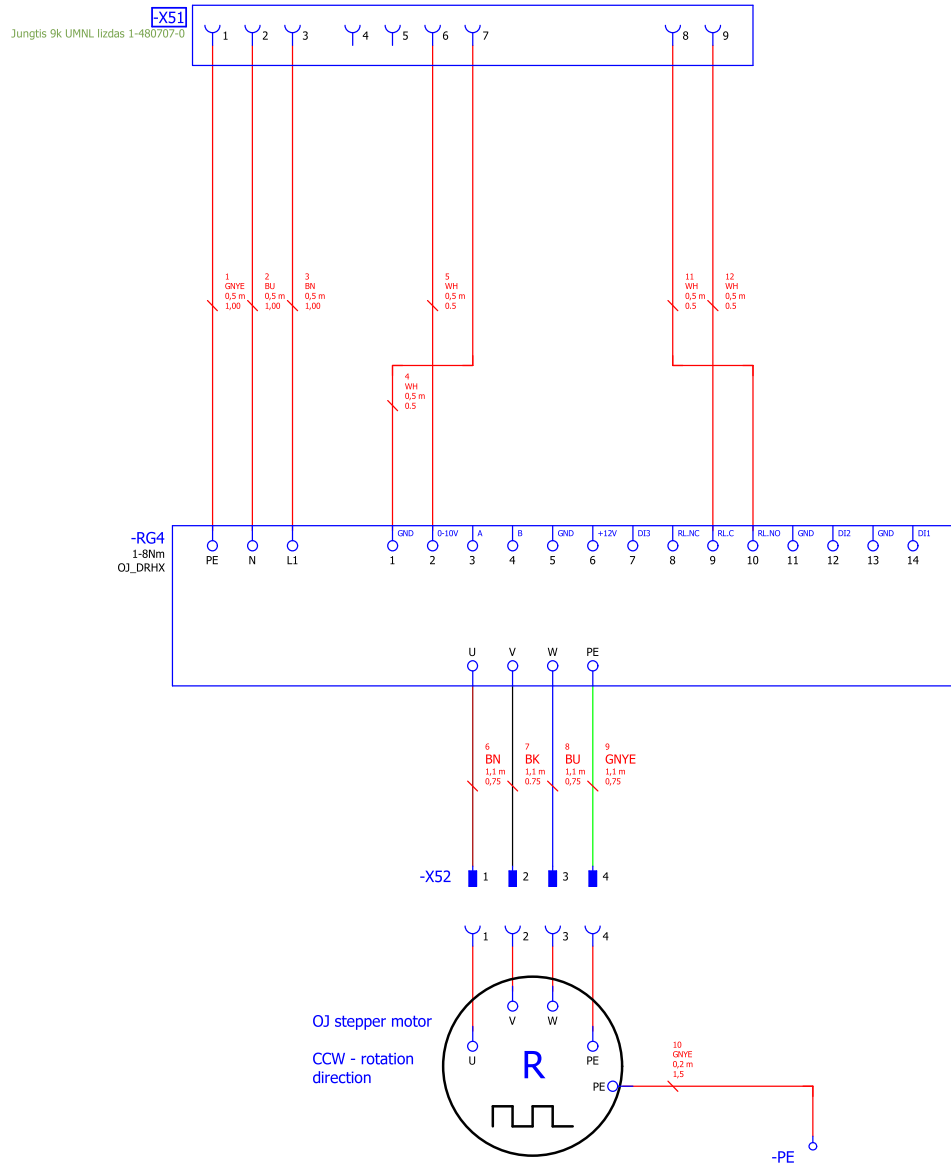 -X51
Jungtis 9k UMNL lizdas 1-480707-0
1 2 3 4 5 6 7 8 9
1
GNYE
0,5 m
1,00
2
BU
0,5 m
1,00
3
BN
0,5 m
1,00
5
WH
0,5 m
0.5
11
WH
0,5 m
0.5
12
WH
0,5 m
0.5
4
WH
0,5 m
0.5
-RG4
1-8Nm
OJ_DRHX
GND 0-10V A B GND +12V DI3 RL.NC RL.C RL.NO GND DI2 GND DI1
PE N L1 1 2 3 4 5 6 7 8 9 10 11 12 13 14
U V W PE
6
BN
1,1 m
0,75
7
BK
1,1 m
0.75
8
BU
1,1 m
0,75
9
GNYE
1,1 m
0,75
-X52 1 2 3 4
1 2 3 4
OJ stepper motor
CCW - rotation
direction
V W
U PE
R
PE
10
GNYE
0,2 m
1,5
-PE